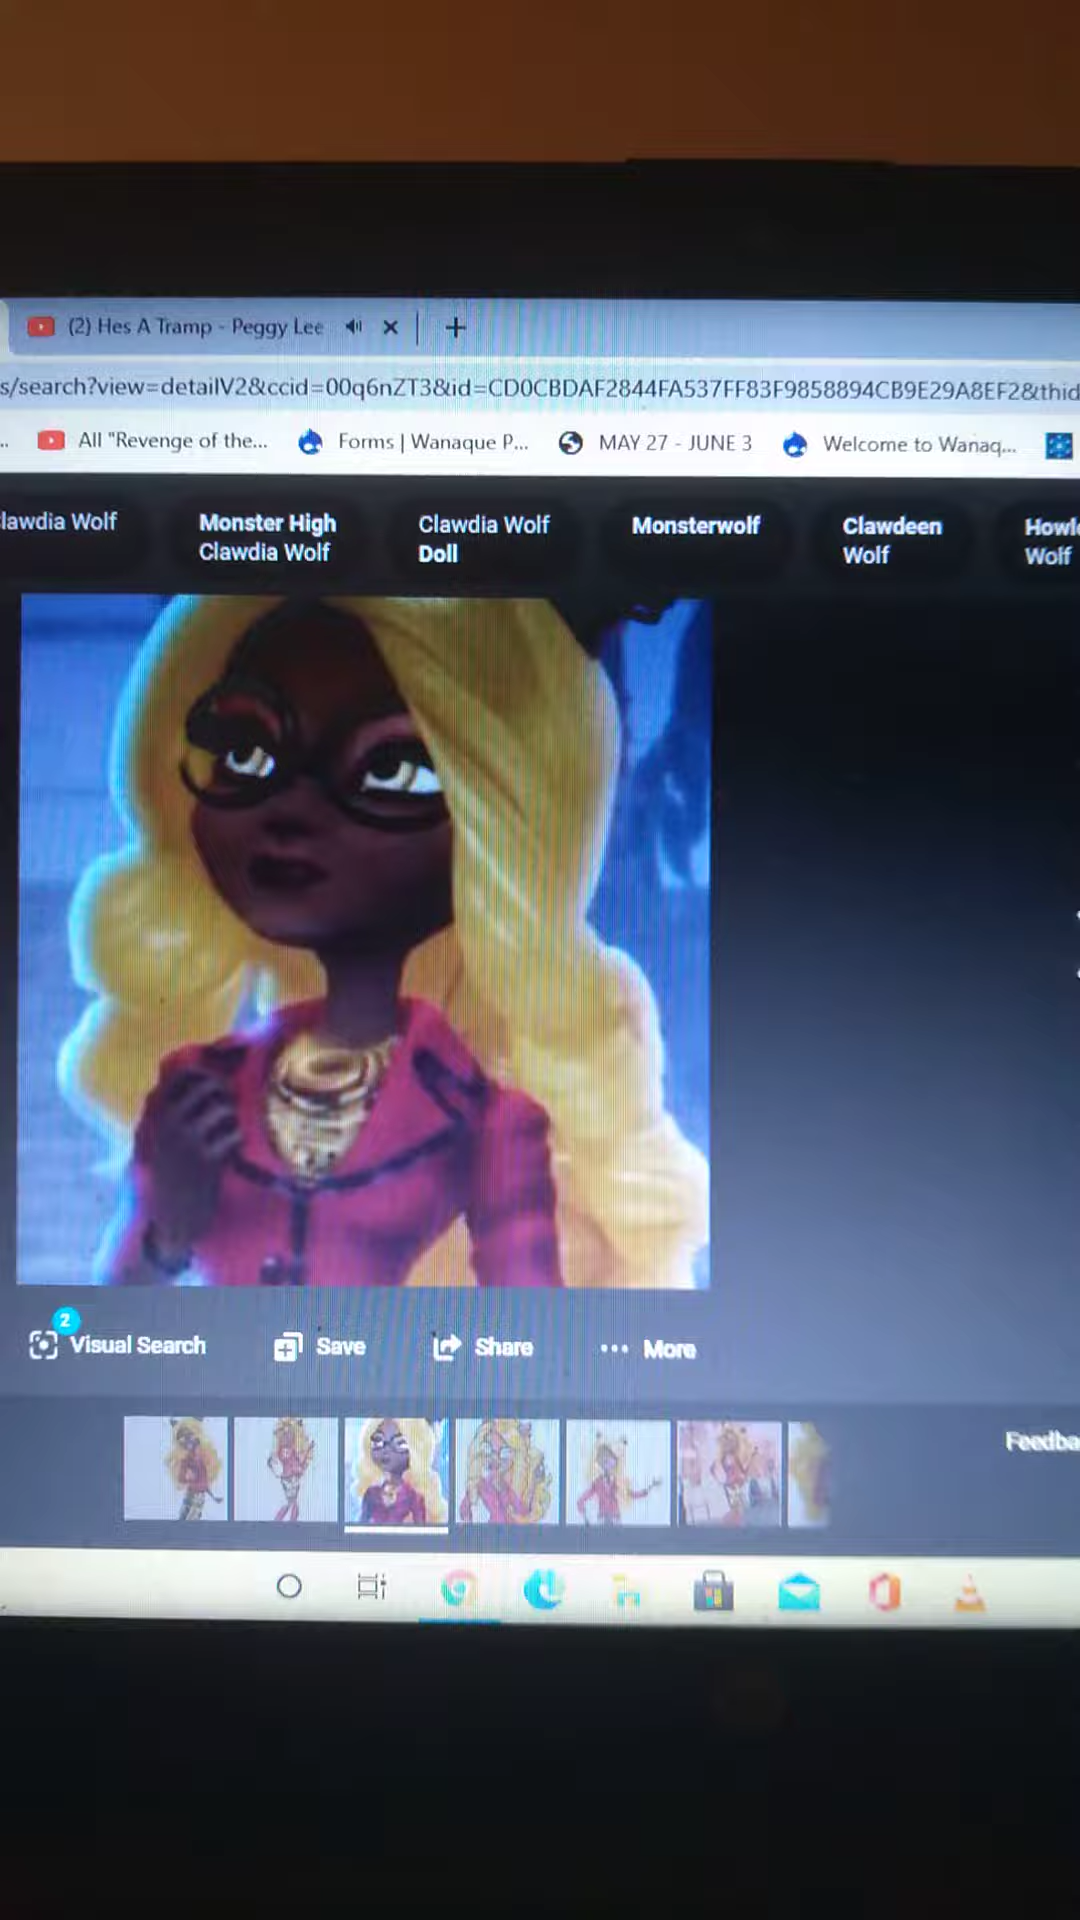 (2) Hes A Tramp - Peggy Lee
s/search?view=detailV2&ccid=00q6nZT3&id=CD0CBDAF2844FA537FF83F9858894CB9E29A8EF2&thid
.. All "Revenge of the... Forms | Wanaque P... MAY 27 - JUNE 3 Welcome to Wanaq...
lawdia Wolf
Monster High
Clawdia Wolf
Clawdia Wolf
Doll
Monsterwolf
Clawdeen
Wolf
Howle
Wolf
2
Visual Search Save Share ... More
Feedba